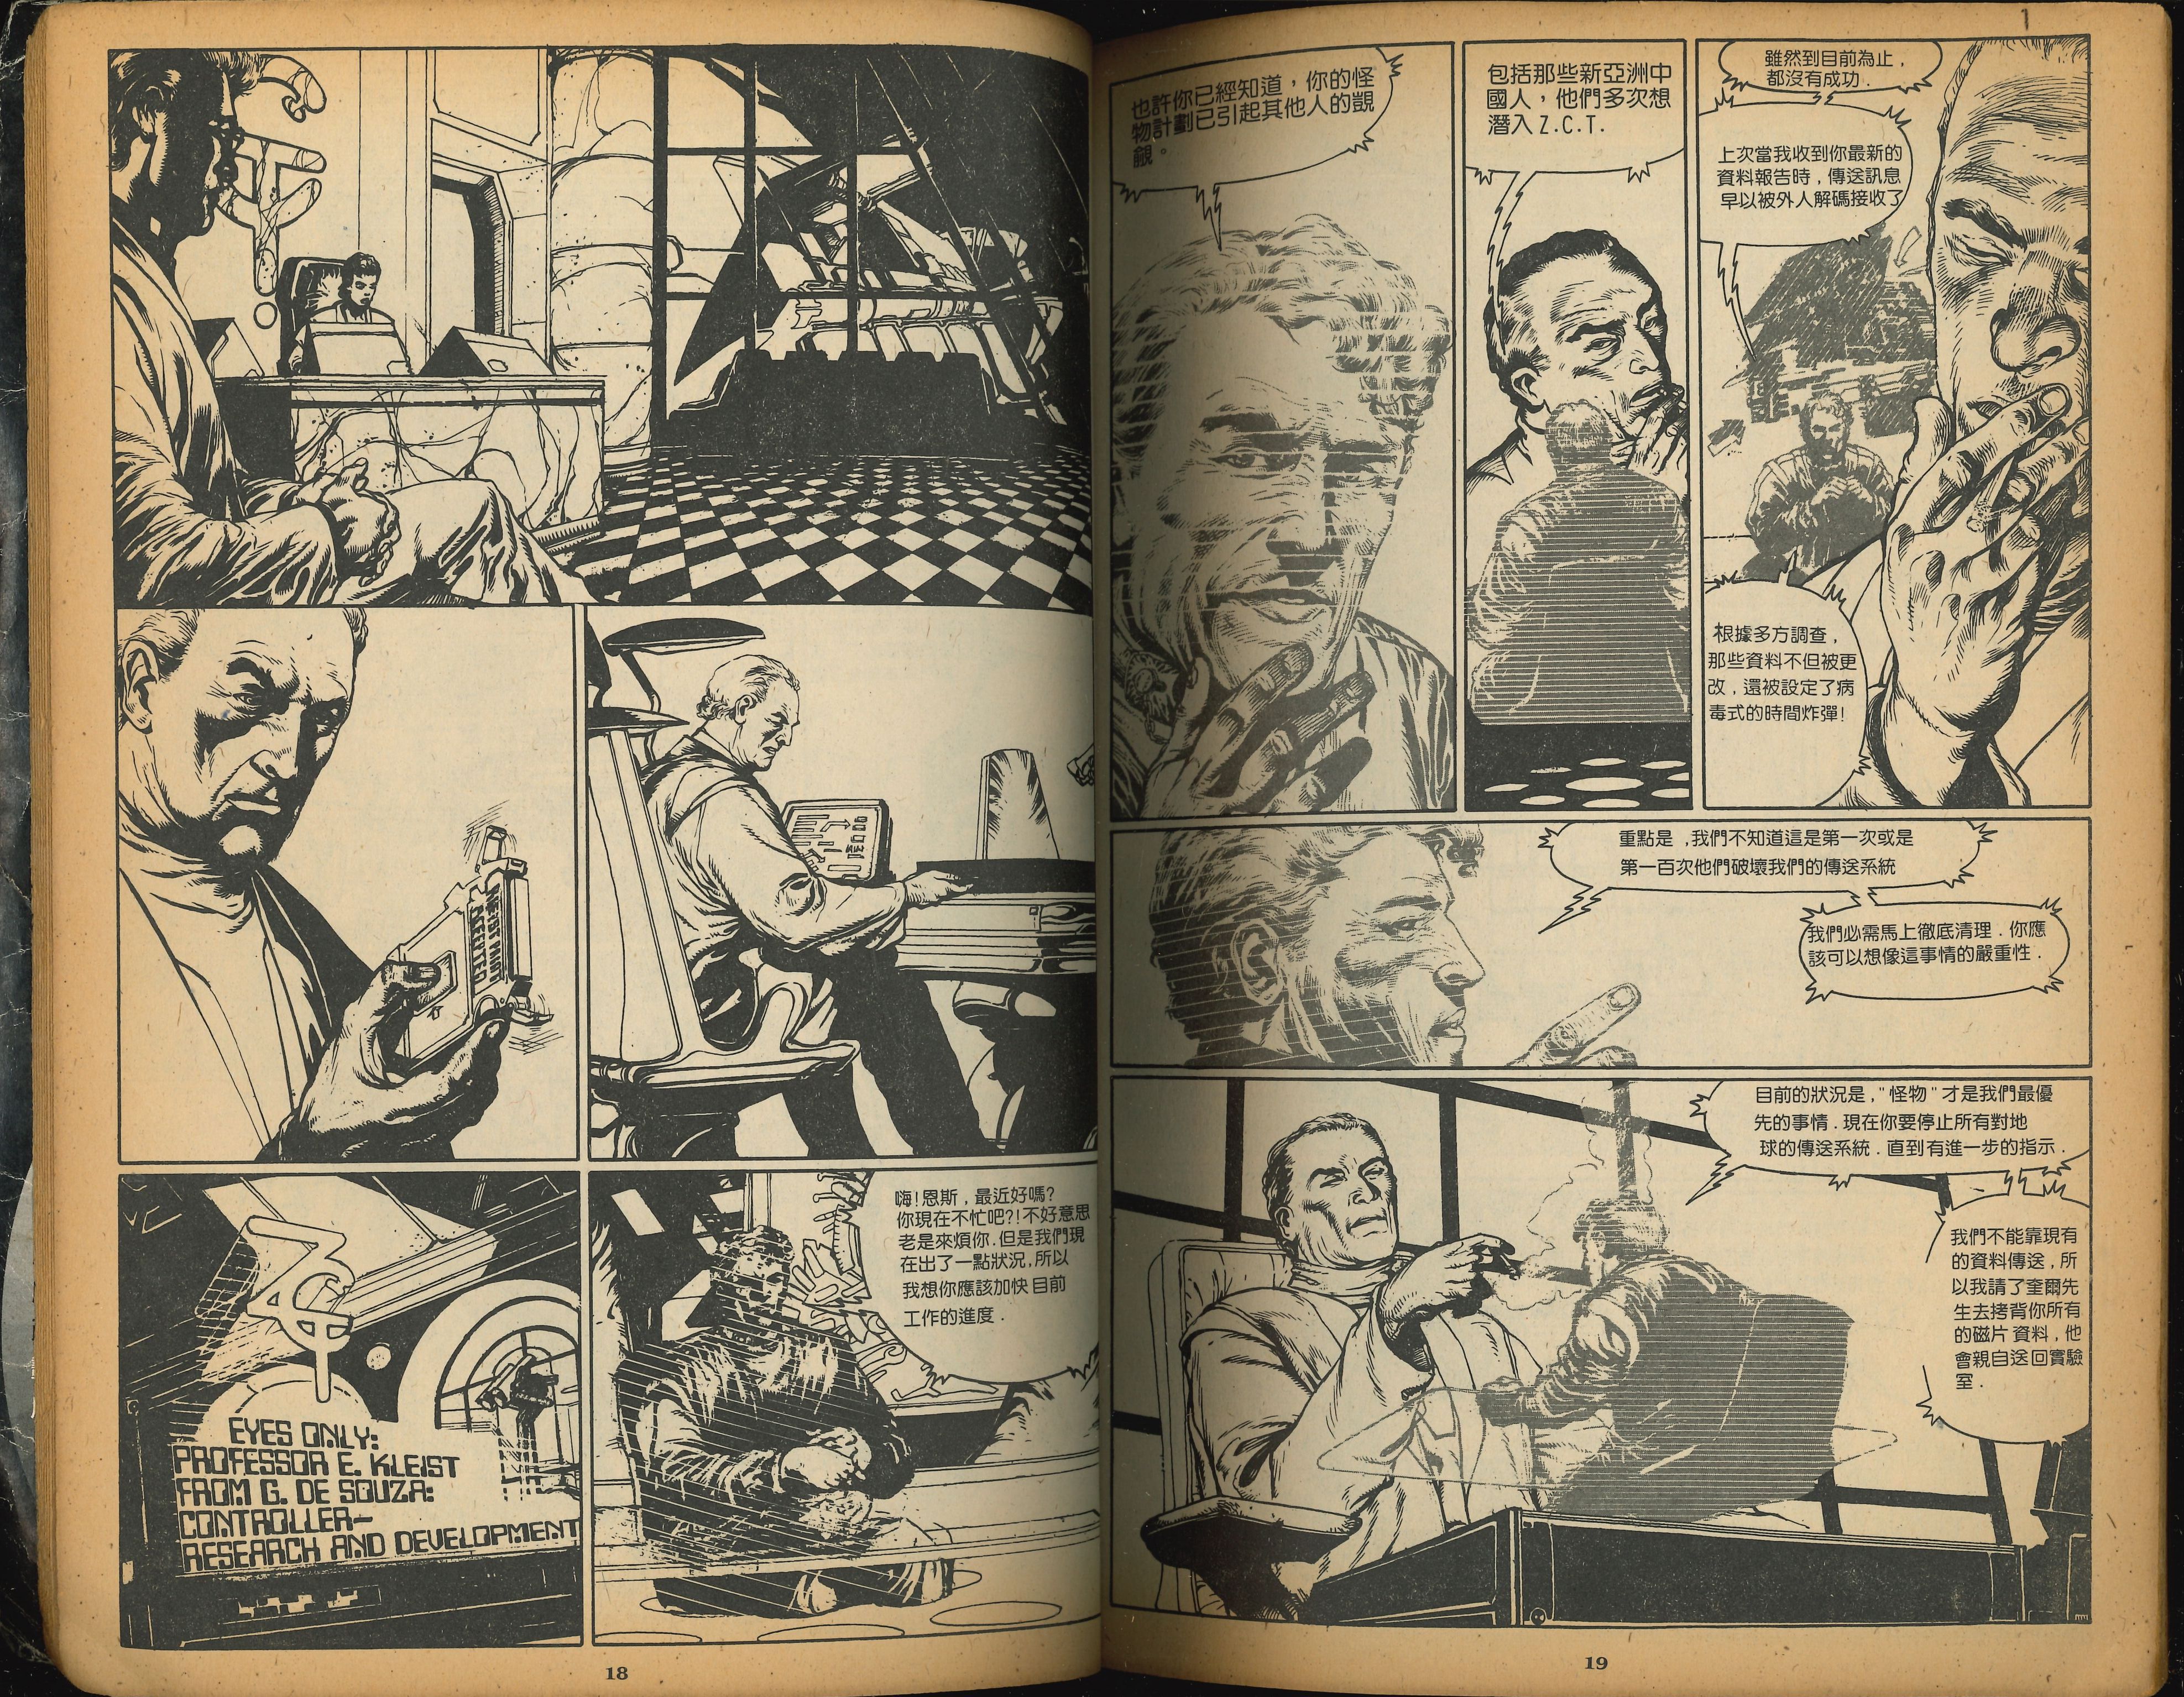 EYES ONLY:
PROFESSOR E. KLEIST
FROM G. DE SOUZA:
CONTROLLER-
RESEARCH AND DEVELOPMENT
嗨!恩斯,最近好嗎?
你現在不忙吧?!不好意思
老是來煩你.但是我們現
在出了一點狀況,所以
我想你應該加快目前
工作的進度.
18
1
也許你已經知道,你的怪
物計劃已引起其他人的覬
覦。
包括那些新亞洲中
國人,他們多次想
潛入Z.C.T.
雖然到目前為止,
都沒有成功.
上次當我收到你最新的
資料報告時,傳送訊息
早以被外人解碼接收了
根據多方調查,
那些資料不但被更
改,還被設定了病
毒式的時間炸彈!
重點是,我們不知道這是第一次或是
第一百次他們破壞我們的傳送系統
我們必需馬上徹底清理.你應
該可以想像這事情的嚴重性.
目前的狀況是,"怪物"才是我們最優
先的事情.現在你要停止所有對地
球的傳送系統.直到有進一步的指示.
我們不能靠現有
的資料傳送,所
以我請了奎爾先
生去拷背你所有
的磁片資料,他
會親自送回實驗
室.
19